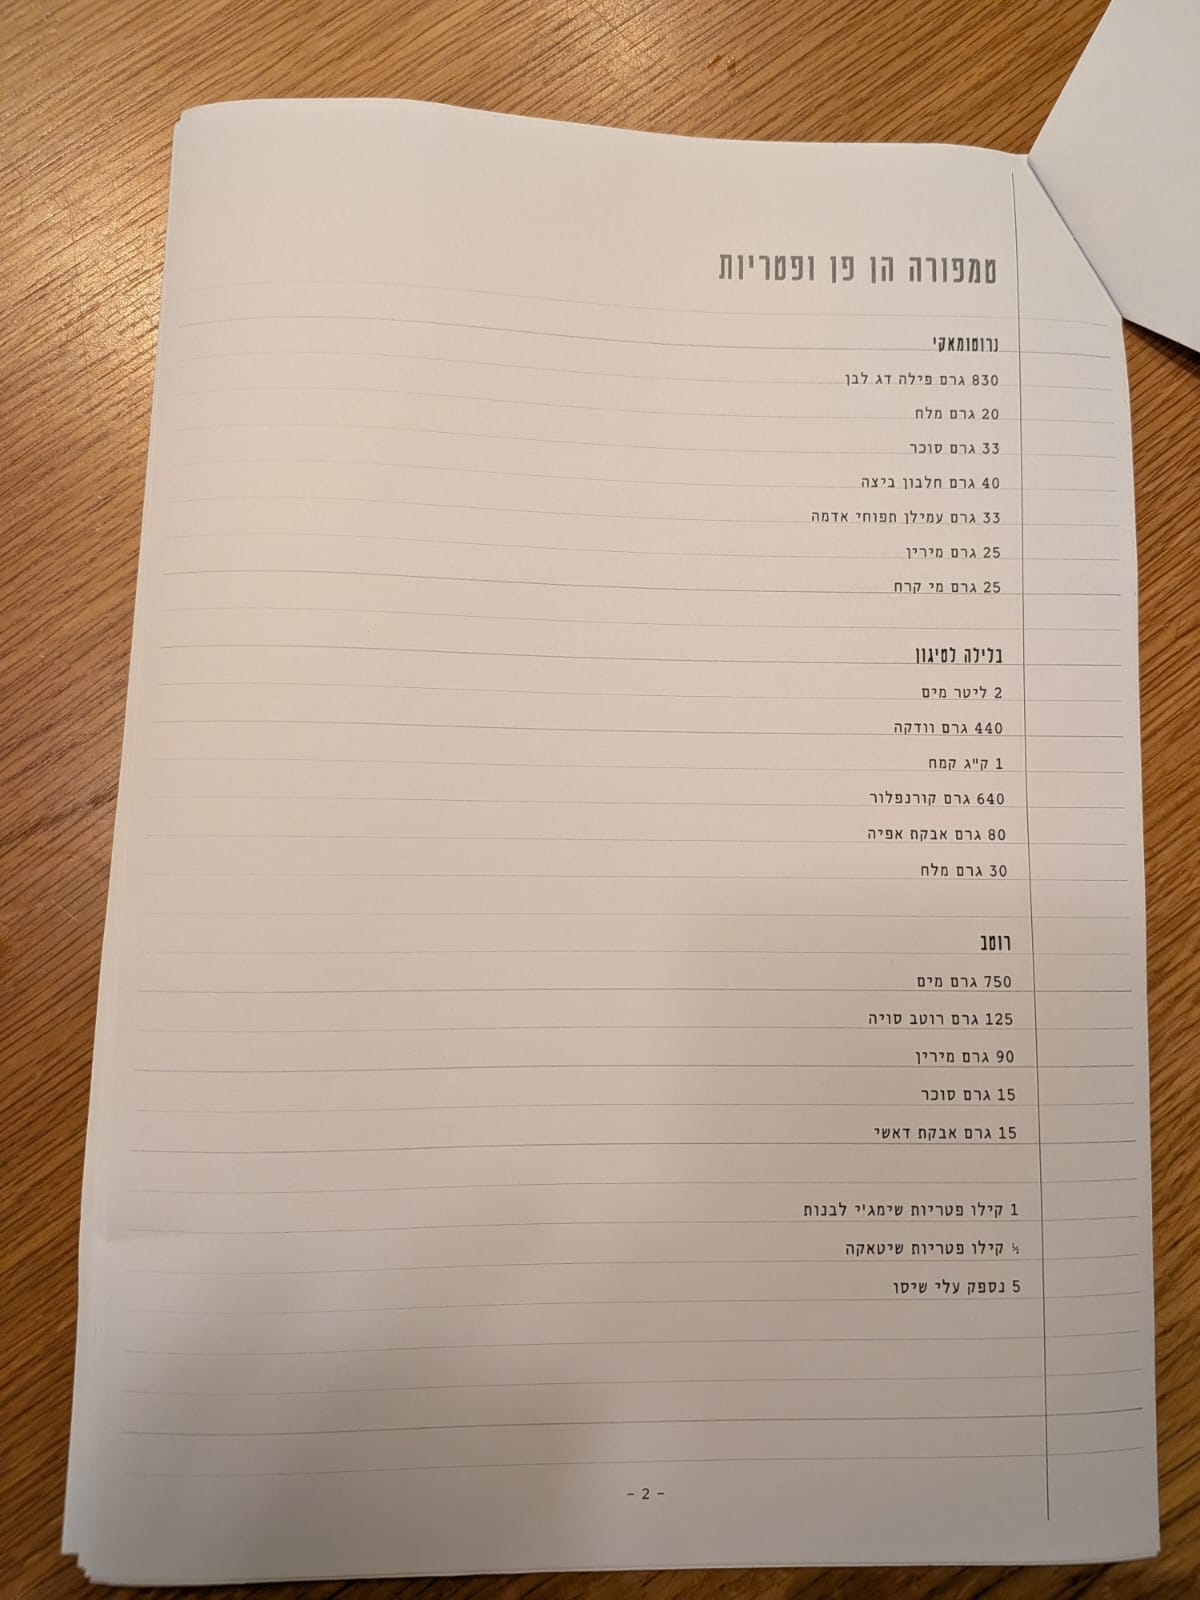 טמפורה הן פן ופטריות
נרוטומאקי
830 גרם פילה דג לבן
20 גרם מלח
33 גרם סוכר
40 גרם חלבון ביצה
33 גרם עמילן תפוחי אדמה
25 גרם מירין
25 גרם מי קרח
בלילה לטיגון
2 ליטר מים
440 גרם וודקה
1 ק"ג קמח
640 גרם קורנפלור
80 גרם אבקת אפיה
30 גרם מלח
רוטב
750 גרם מים
125 גרם רוטב סויה
90 גרם מירין
15 גרם סוכר
15 גרם אבקת דאשי
1 קילו פטריות שימג'י לבנות
½ קילו פטריות שיטאקה
5 נספק עלי שיסו
- 2 -